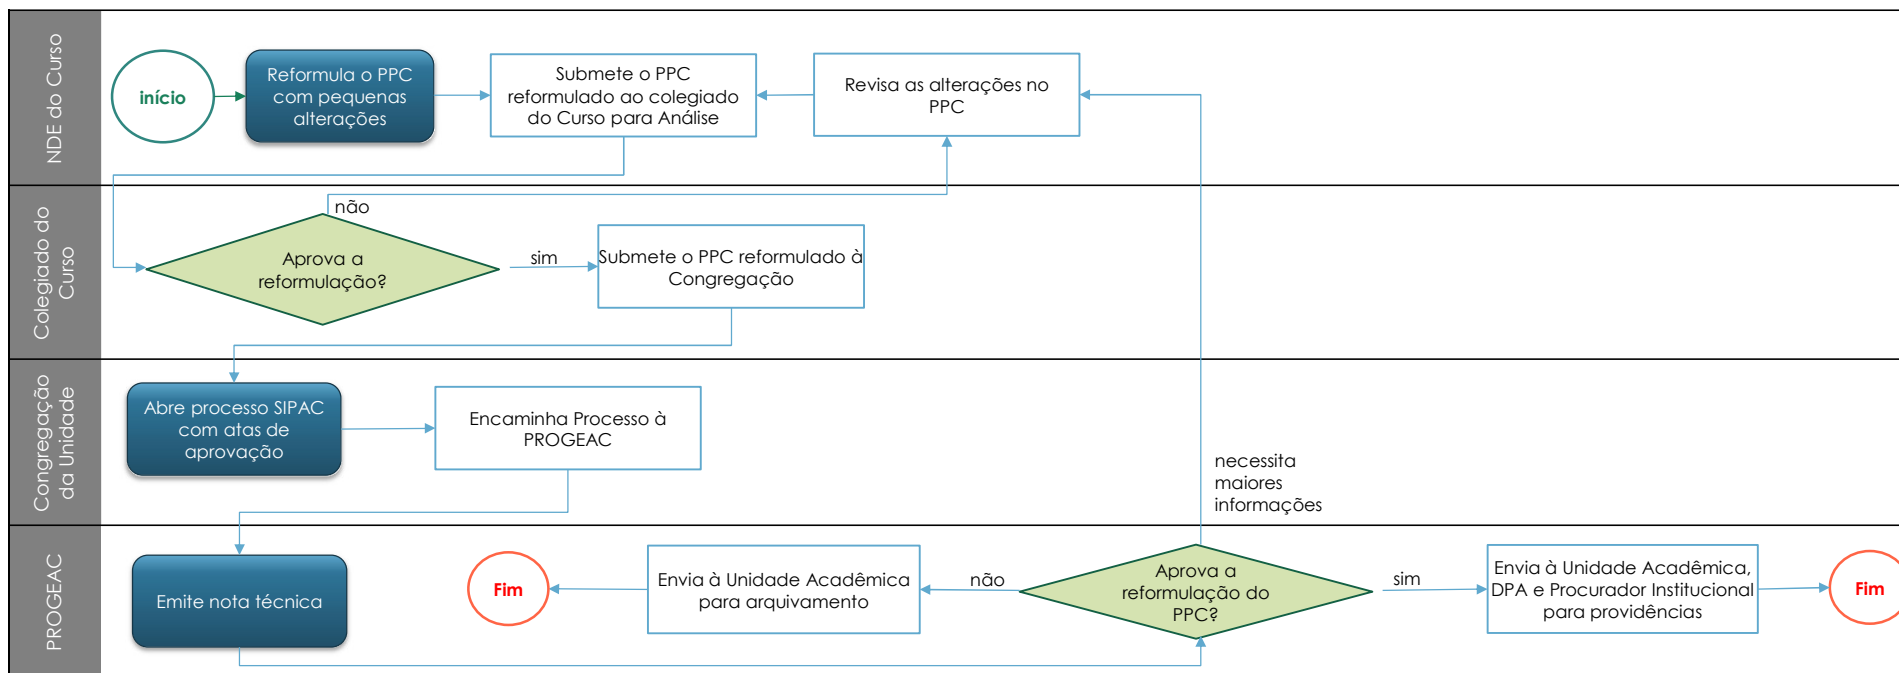 NDE do Curso
início
Reformula o PPC
com pequenas
alterações
Submete o PPC
reformulado ao colegiado
do Curso para Análise
Revisa as alterações no
PPC
Colegiado do
Curso
não
Aprova a
reformulação?
sim
Submete o PPC reformulado à
Congregação
Congregação
da Unidade
Abre processo SIPAC
com atas de
aprovação
Encaminha Processo à
PROGEAC
necessita
maiores
informações
PROGEAC
Emite nota técnica
Fim
Envia à Unidade Acadêmica
para arquivamento
não
Aprova a
reformulação do
PPC?
sim
Envia à Unidade Acadêmica,
DPA e Procurador Institucional
para providências
Fim